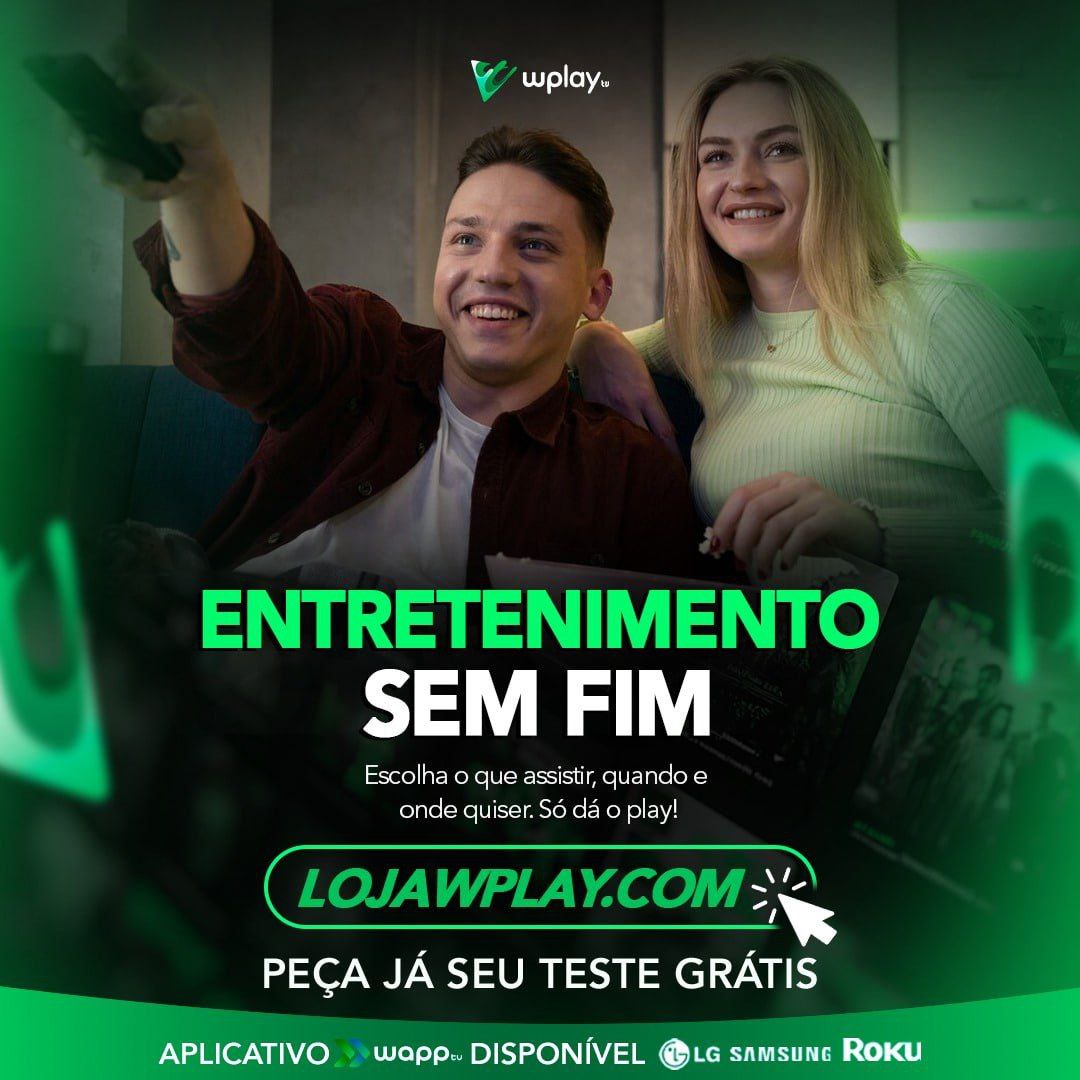 wplay tv
ENTRETENIMENTO
SEM FIM
Escolha o que assistir, quando e
onde quiser. Só dá o play!
LOJAWPLAY.COM
PEÇA JÁ SEU TESTE GRÁTIS
APLICATIVO wapp tv DISPONÍVEL LG SAMSUNG ROKU